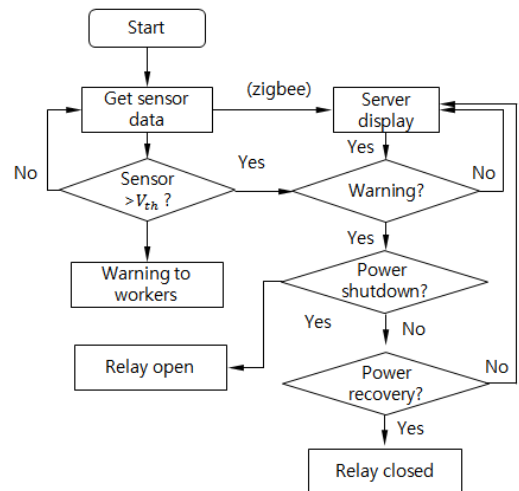 Start
Get sensor
data
(zigbee)
Server
display
No
Yes
Yes
No
Sensor
>V_th ?
Warning?
Yes
Warning to
workers
Power
shutdown?
Yes
No
Relay open
Power
recovery?
No
Yes
Relay closed